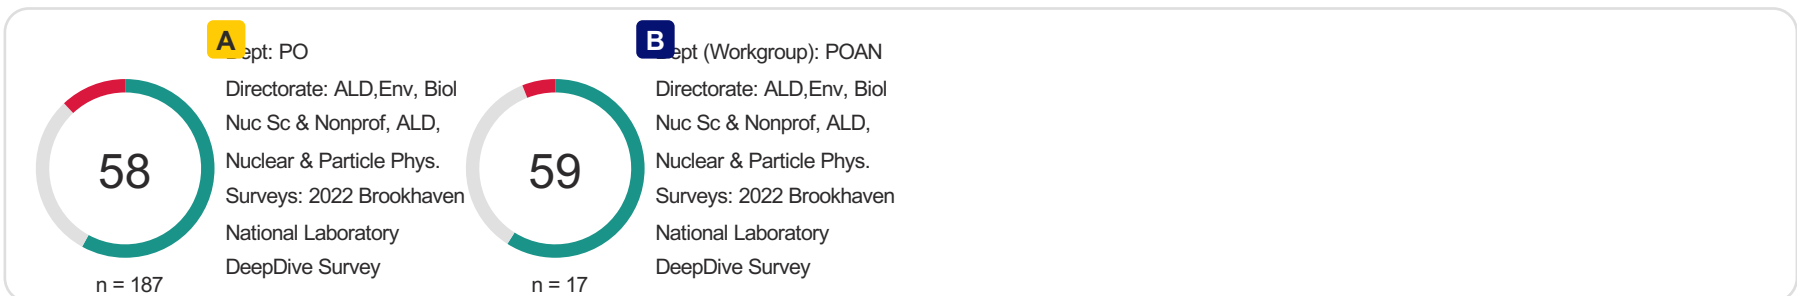 A
ept: PO
Directorate: ALD,Env, Biol
Nuc Sc & Nonprof, ALD,
Nuclear & Particle Phys.
Surveys: 2022 Brookhaven
National Laboratory
DeepDive Survey
58
n = 187
B
ept (Workgroup): POAN
Directorate: ALD,Env, Biol
Nuc Sc & Nonprof, ALD,
Nuclear & Particle Phys.
Surveys: 2022 Brookhaven
National Laboratory
DeepDive Survey
59
n = 17